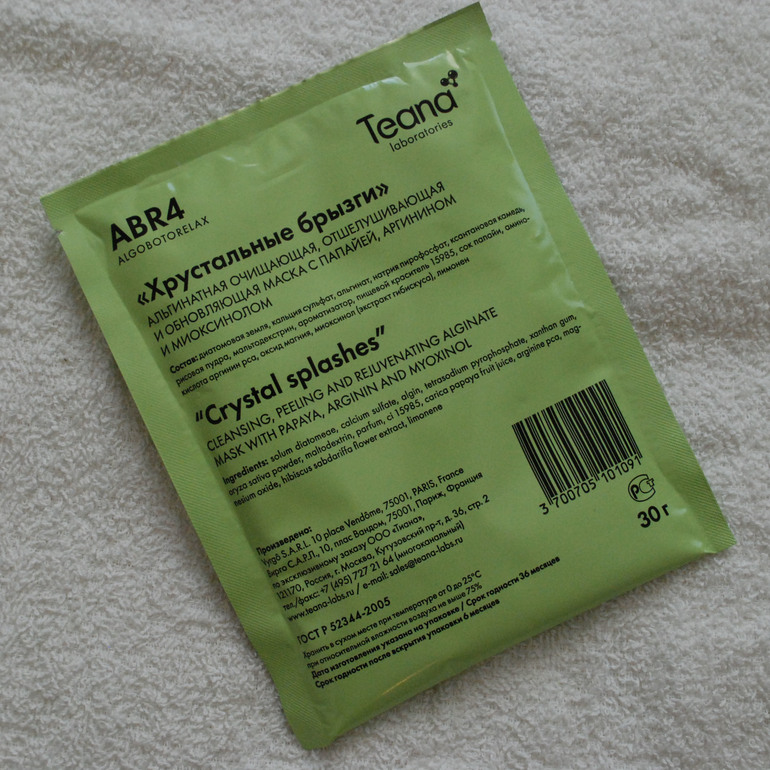 Teana
laboratories
ABR4
ALGOBOTORELAX
«Хрустальные брызги»
АЛЬГИНАТНАЯ ОЧИЩАЮЩАЯ, ОТШЕЛУШИВАЮЩАЯ
И ОБНОВЛЯЮЩАЯ МАСКА С ПАПАЙЕЙ, АРГИНИНОМ
И МИОКСИНОЛОМ
Состав: диатомовая земля, кальция сульфат, альгинат, натрия пирофосфат, ксантановая камедь,
рисовая пудра, мальтодекстрин, ароматизатор, пищевой краситель 15985, сок папайи, амино-
кислота аргинин pca, оксид магния, миоксинол (экстракт гибискуса), лимонен
“Crystal splashes”
CLEANSING, PEELING AND REJUVENATING ALGINATE
MASK WITH PAPAYA, ARGININ AND MYOXINOL
Ingredients: solum diatomeae, calcium sulfate, algin, tetrasodium pyrophosphate, xanthan gum,
oryza sativa powder, maltodextrin, parfum, ci 15985, carica papaya fruit juice, arginine pca, mag-
nesium oxide, hibiscus sabdariffa flower extract, limonene
3 700705 101091
РСТ
30 г
Произведено:
Vyrgo S.A.R.L. 10 place Vendôme, 75001, PARIS, France
Вирго С.А.Р.Л., 10, плас Вандом, 75001, Париж, Франция
по эксклюзивному заказу ООО «Тиана»,
121170, Россия, г. Москва, Кутузовский пр-т, д. 36, стр. 2
тел./факс: +7 (495) 727 21 64 (многоканальный)
www.teana-labs.ru / e-mail: sales@teana-labs.ru
ГОСТ Р 52344-2005
Хранить в сухом месте при температуре от 0 до 25°С
при относительной влажности воздуха не выше 75%
Дата изготовления указана на упаковке / Срок годности 36 месяцев
Срок годности после вскрытия упаковки 6 месяцев